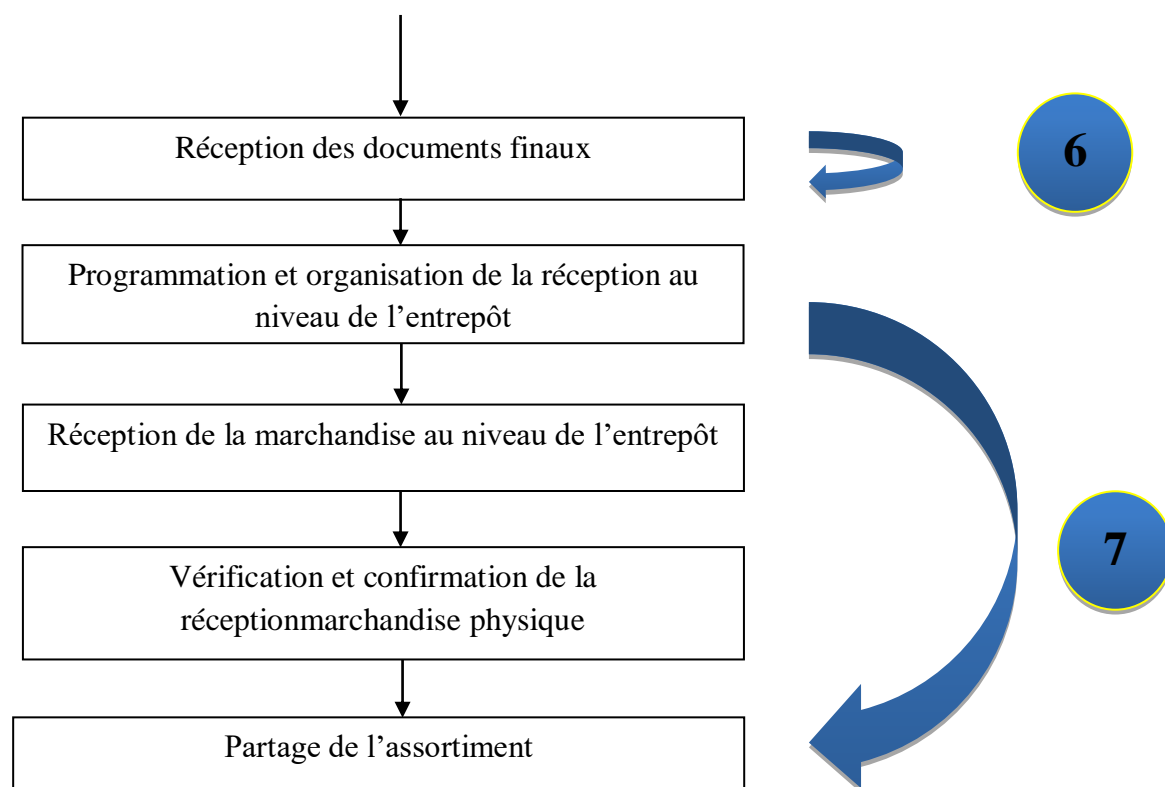 Réception des documents finaux
6
Programmation et organisation de la réception au
niveau de l’entrepôt
Réception de la marchandise au niveau de l’entrepôt
Vérification et confirmation de la
réceptionmarchandise physique
7
Partage de l’assortiment